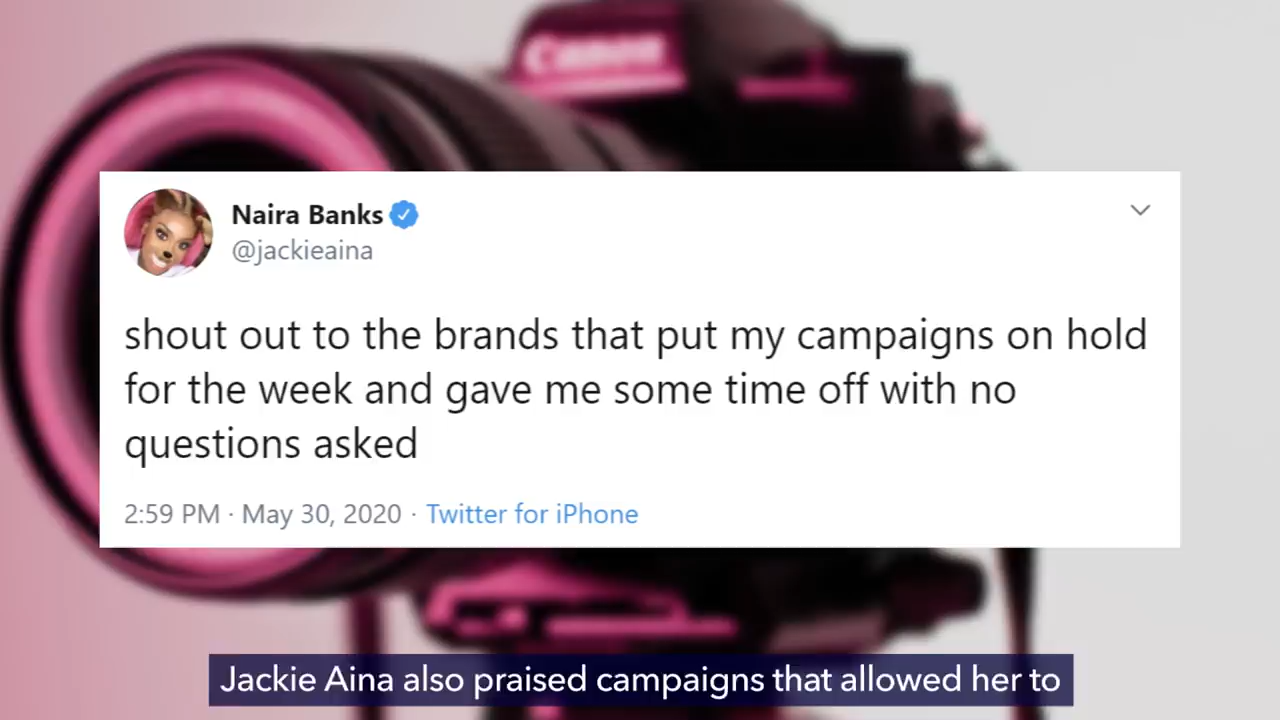 Canon
Naira Banks
@jackieaina
shout out to the brands that put my campaigns on hold
for the week and gave me some time off with no
questions asked
2:59 PM · May 30, 2020 · Twitter for iPhone
Jackie Aina also praised campaigns that allowed her to